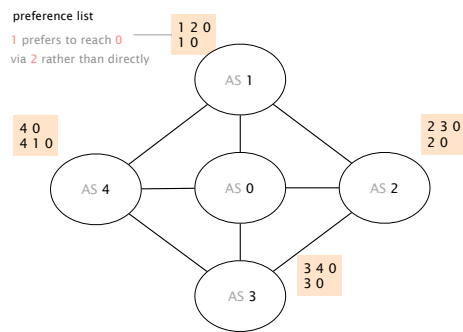 preference list
1 prefers to reach 0
via 2 rather than directly
1 2 0
1 0
AS 1
4 0
4 1 0
2 3 0
2 0
AS 4
AS 0
AS 2
3 4 0
3 0
AS 3